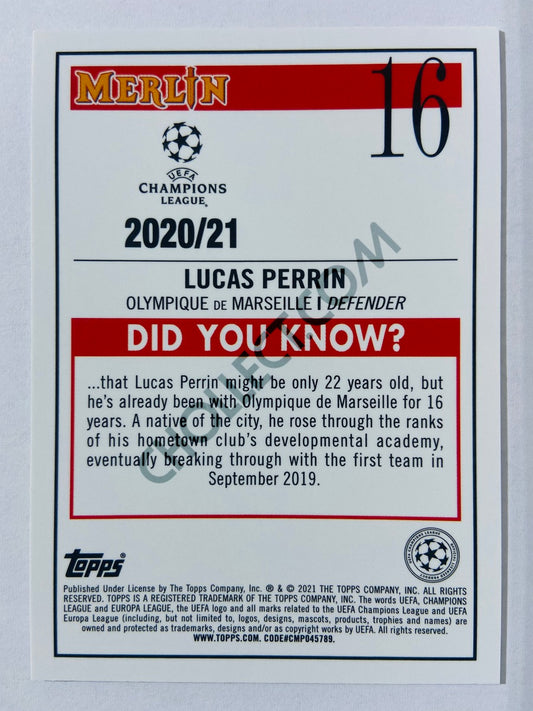 MERLIN
16
UEFA
CHAMPIONS
LEAGUE®
2020/21
LUCAS PERRIN
OLYMPIQUE DE MARSEILLE | DEFENDER
DID YOU KNOW?
...that Lucas Perrin might be only 22 years old, but
he's already been with Olympique de Marseille for 16
years. A native of the city, he rose through the ranks
of his hometown club's developmental academy,
eventually breaking through with the first team in
September 2019.
CHOLLECT.COM
topps®
Published Under License by The Topps Company, Inc. ® & © 2021 THE TOPPS COMPANY, INC. ALL RIGHTS
RESERVED. TOPPS IS A REGISTERED TRADEMARK OF THE TOPPS COMPANY, INC. The words UEFA, CHAMPIONS
LEAGUE and EUROPA LEAGUE, the UEFA logo and all marks related to the UEFA Champions League and UEFA
Europa League (including, but not limited to, logos, designs, mascots, products, trophies and names) are
owned and protected as trademarks, designs and/or as copyright works by UEFA. All rights reserved.
WWW.TOPPS.COM. CODE#CMP045789.